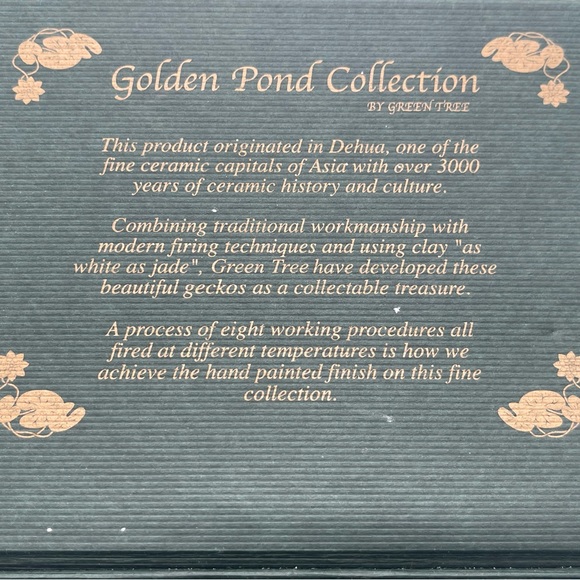 Golden Pond Collection
BY GREEN TREE
This product originated in Dehua, one of the
fine ceramic capitals of Asia with over 3000
years of ceramic history and culture.
Combining traditional workmanship with
modern firing techniques and using clay "as
white as jade", Green Tree have developed these
beautiful geckos as a collectable treasure.
A process of eight working procedures all
fired at different temperatures is how we
achieve the hand painted finish on this fine
collection.